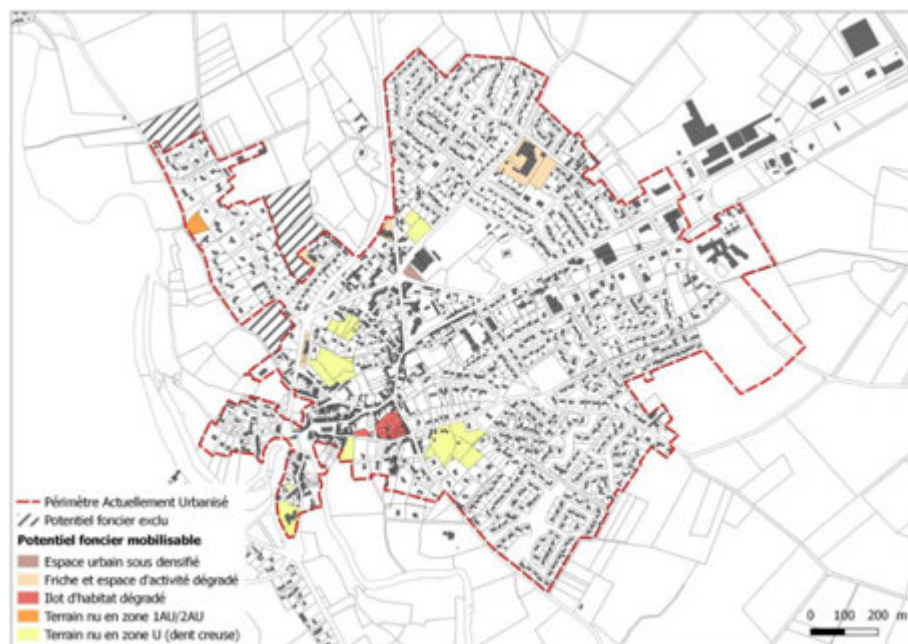 Périmètre Actuellement Urbanisé
Potentiel foncier exclu
Potentiel foncier mobilisable
Espace urbain sous densifié
Friche et espace d'activité dégradé
Ilot d'habitat dégradé
Terrain nu en zone 1AU/2AU
Terrain nu en zone U (dent creuse)
0 100 200 m